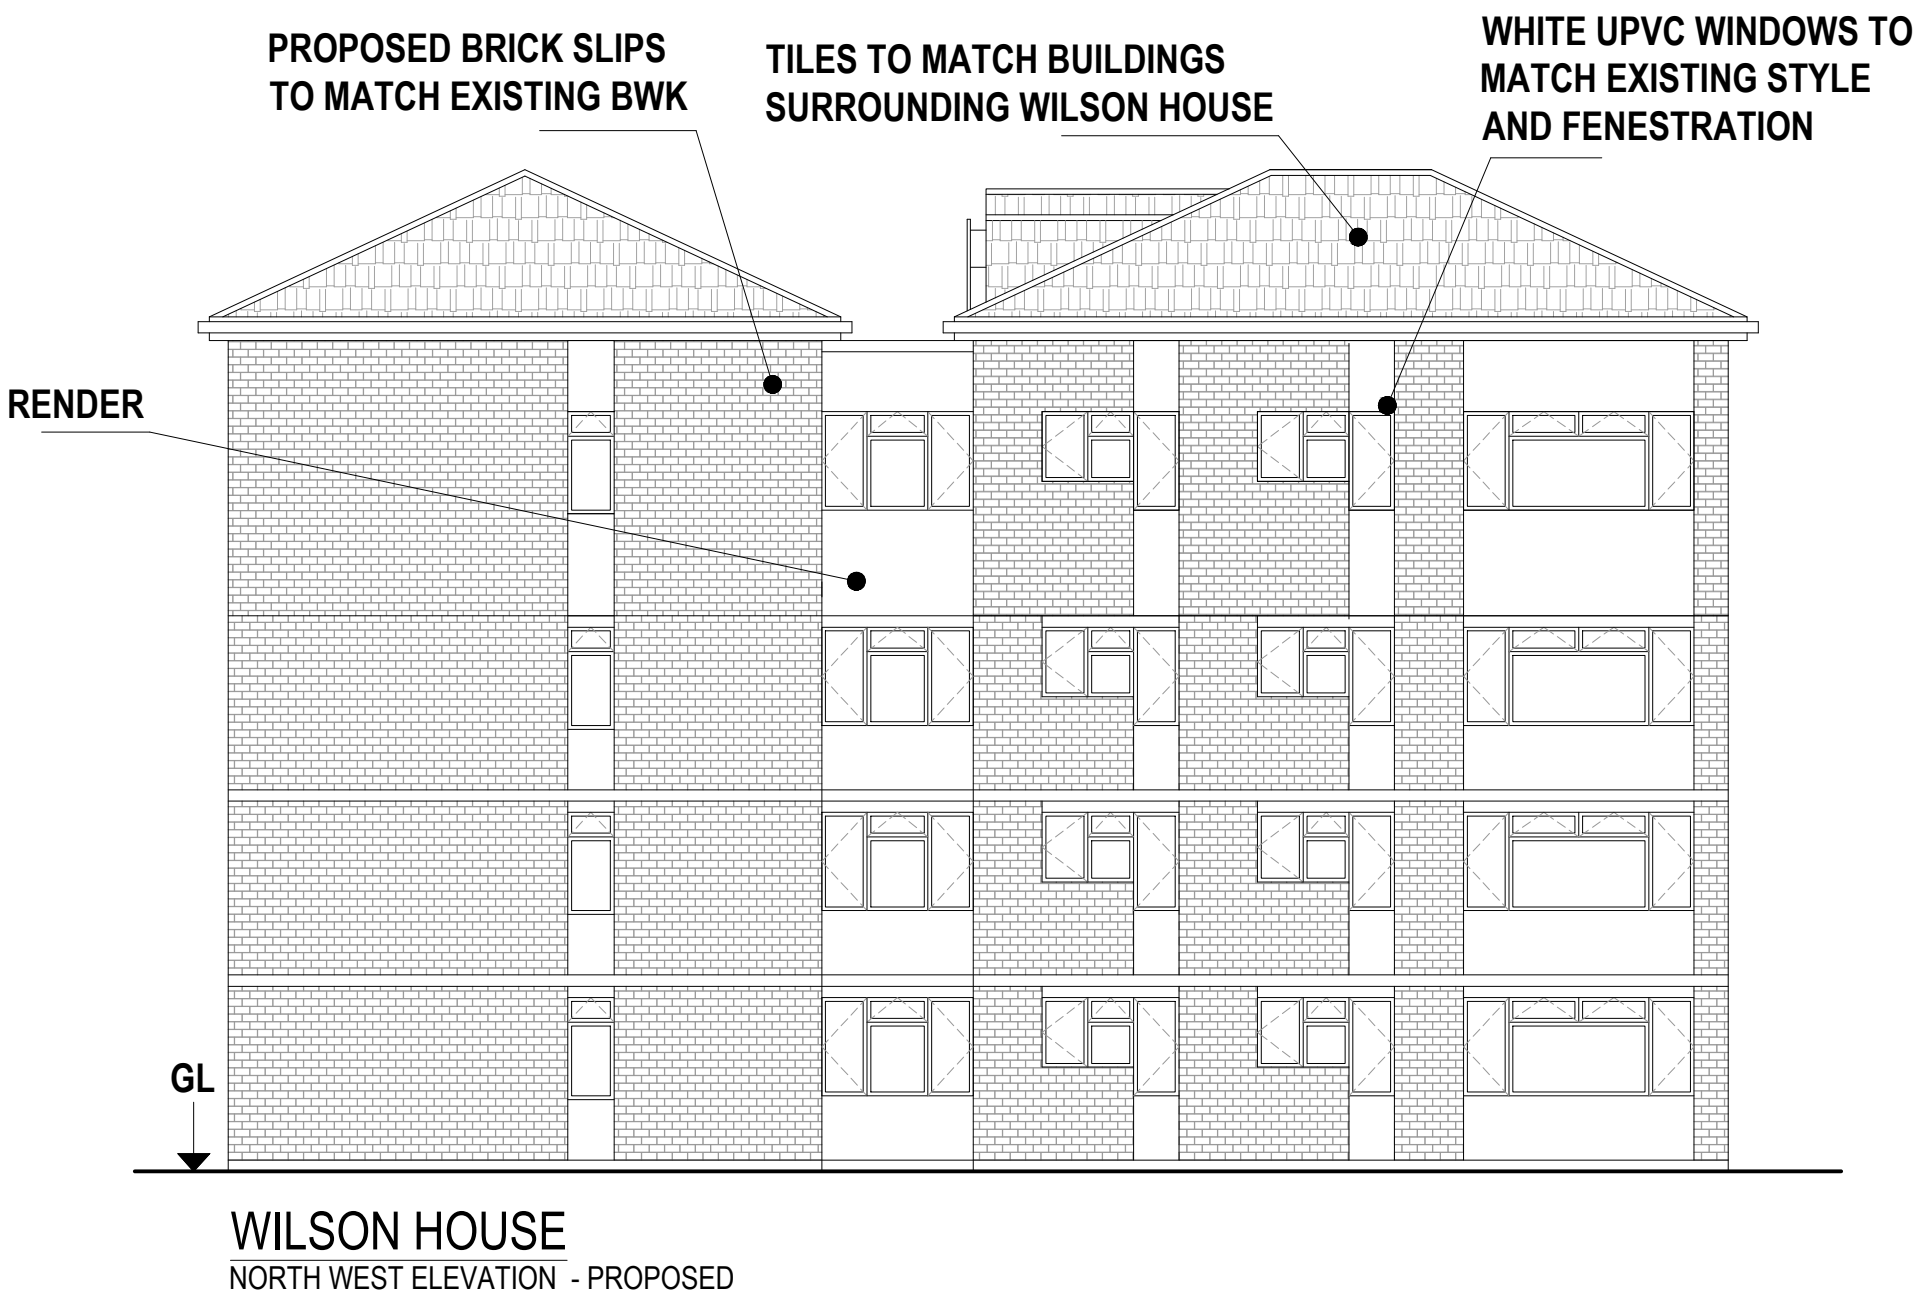 PROPOSED BRICK SLIPS
TO MATCH EXISTING BWK
TILES TO MATCH BUILDINGS
SURROUNDING WILSON HOUSE
WHITE UPVC WINDOWS TO
MATCH EXISTING STYLE
AND FENESTRATION
RENDER
GL
WILSON HOUSE
NORTH WEST ELEVATION - PROPOSED